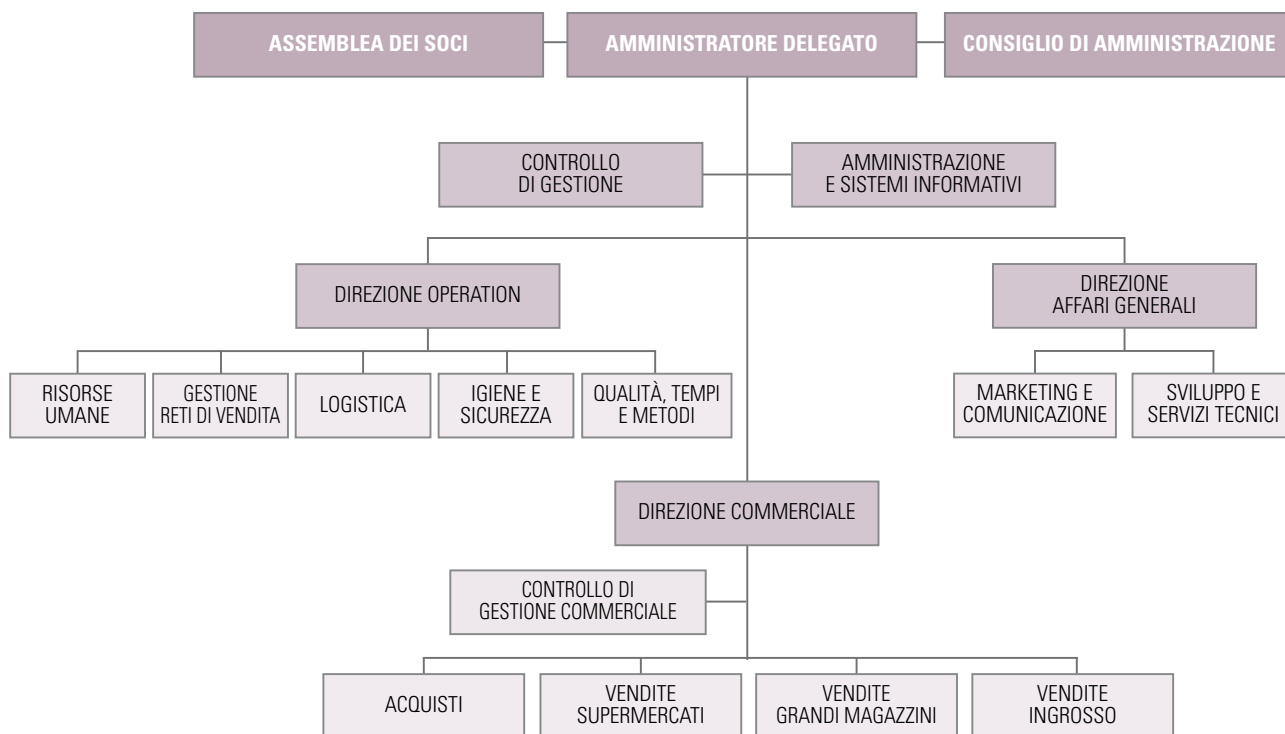 ASSEMBLEA DEI SOCI
AMMINISTRATORE DELEGATO
CONSIGLIO DI AMMINISTRAZIONE
CONTROLLO
DI GESTIONE
AMMINISTRAZIONE
E SISTEMI INFORMATIVI
DIREZIONE OPERATION
DIREZIONE
AFFARI GENERALI
RISORSE
UMANE
GESTIONE
RETI DI VENDITA
LOGISTICA
IGIENE E
SICUREZZA
QUALITÀ, TEMPI
E METODI
MARKETING E
COMUNICAZIONE
SVILUPPO E
SERVIZI TECNICI
DIREZIONE COMMERCIALE
CONTROLLO DI
GESTIONE COMMERCIALE
ACQUISTI
VENDITE
SUPERMERCATI
VENDITE
GRANDI MAGAZZINI
VENDITE
INGROSSO